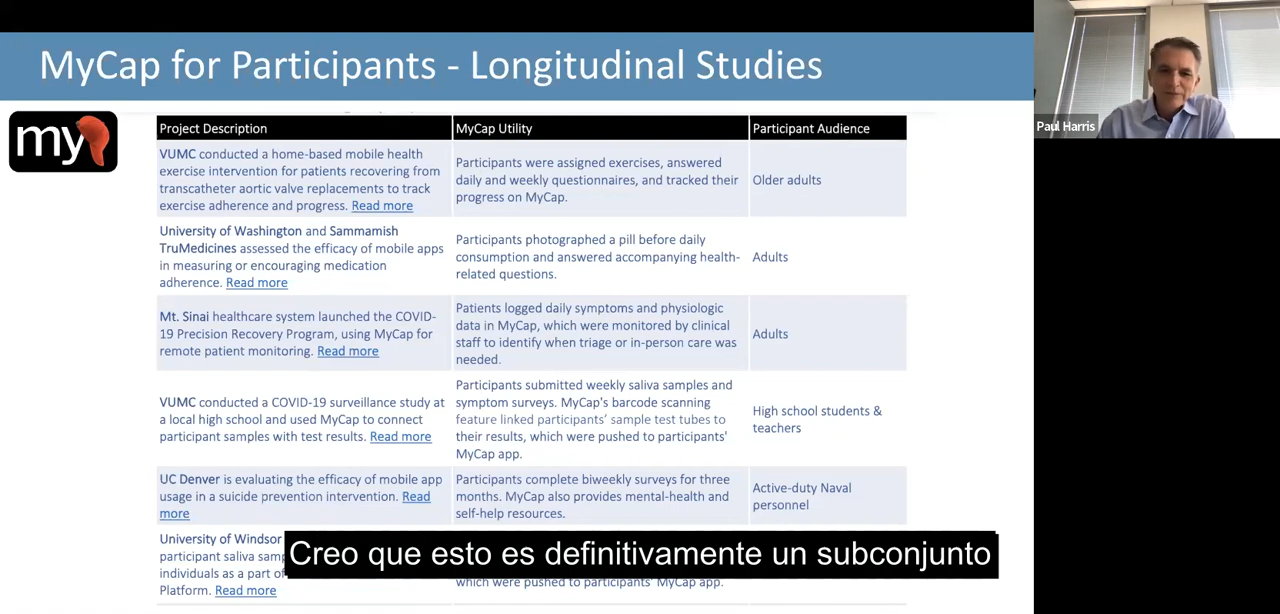 MyCap for Participants - Longitudinal Studies
my
Paul Harris
Project Description
MyCap Utility
Participant Audience
VUMC conducted a home-based mobile health
exercise intervention for patients recovering from
transcatheter aortic valve replacements to track
exercise adherence and progress. Read more
Participants were assigned exercises, answered
daily and weekly questionnaires, and tracked their
progress on MyCap.
Older adults
University of Washington and Sammamish
TruMedicines assessed the efficacy of mobile apps
in measuring or encouraging medication
adherence. Read more
Participants photographed a pill before daily
consumption and answered accompanying health-
related questions.
Adults
Mt. Sinai healthcare system launched the COVID-
19 Precision Recovery Program, using MyCap for
remote patient monitoring. Read more
Patients logged daily symptoms and physiologic
data in MyCap, which were monitored by clinical
staff to identify when triage or in-person care was
needed.
Adults
VUMC conducted a COVID-19 surveillance study at
a local high school and used MyCap to connect
participant samples with test results. Read more
Participants submitted weekly saliva samples and
symptom surveys. MyCap's barcode scanning
feature linked participants' sample test tubes to
their results, which were pushed to participants'
MyCap app.
High school students &
teachers
UC Denver is evaluating the efficacy of mobile app
usage in a suicide prevention intervention. Read
more
Participants complete biweekly surveys for three
months. MyCap also provides mental-health and
self-help resources.
Active-duty Naval
personnel
University of Windsor
participant saliva
individuals as a part of
Platform. Read more
which were pushed to participants' MyCap app.
Creo que esto es definitivamente un subconjunto